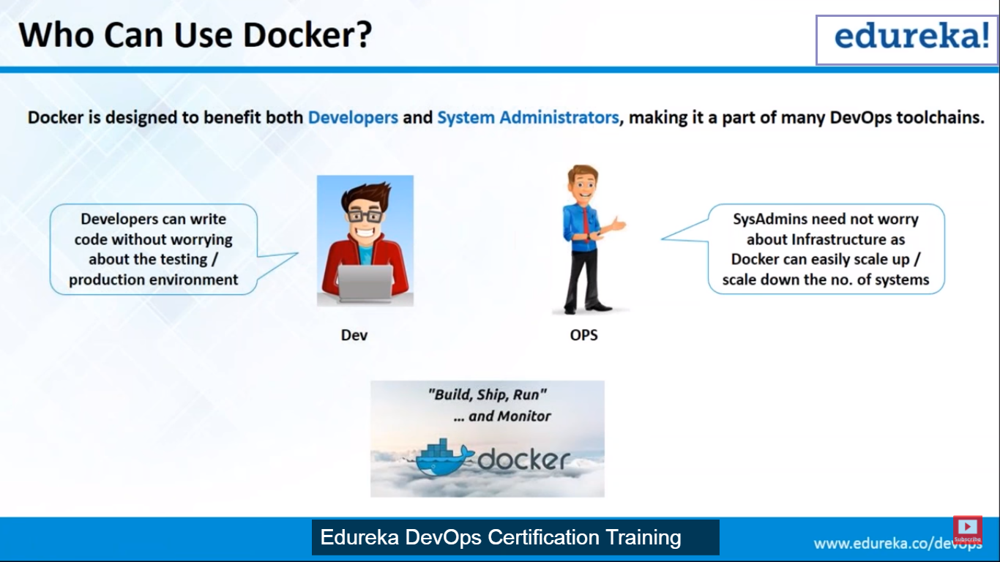 Who Can Use Docker?
edureka!
Docker is designed to benefit both Developers and System Administrators, making it a part of many DevOps toolchains.
Developers can write
code without worrying
about the testing /
production environment
SysAdmins need not worry
about Infrastructure as
Docker can easily scale up /
scale down the no. of systems
Dev
OPS
"Build, Ship, Run"
... and Monitor
docker
Edureka DevOps Certification Training
www.edureka.co/devops
Subscribe